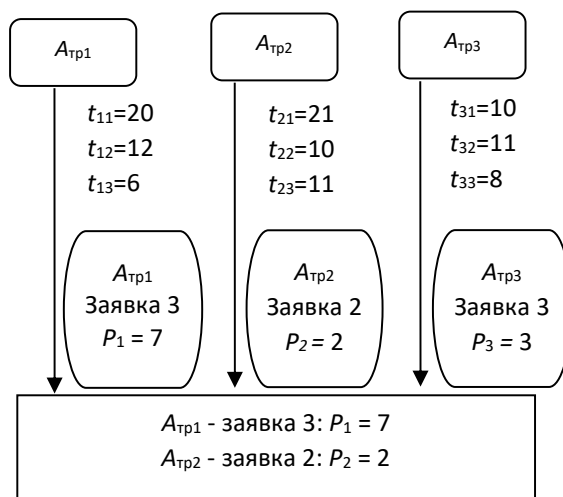 Aтр1
Aтр2
Aтр3
t11=20
t12=12
t13=6
t21=21
t22=10
t23=11
t31=10
t32=11
t33=8
Aтр1
Заявка 3
P1 = 7
Aтр2
Заявка 2
P2 = 2
Aтр3
Заявка 3
P3 = 3
Aтр1 - заявка 3: P1 = 7
Aтр2 - заявка 2: P2 = 2